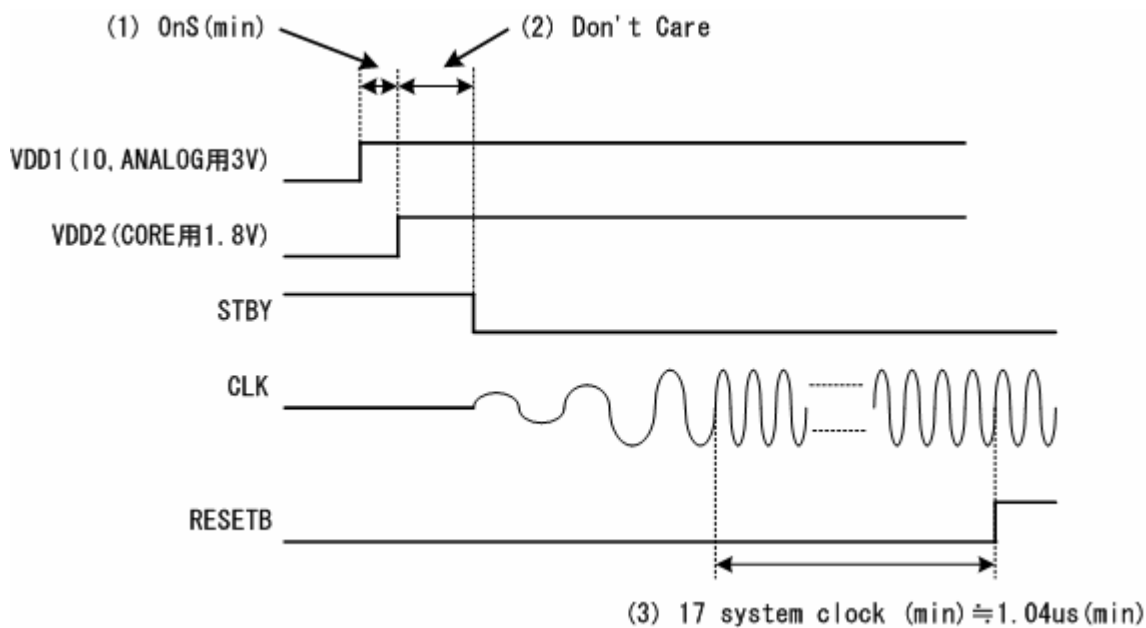 (1) 0nS(min)
(2) Don't Care
VDD1(IO, ANALOG用3V)
VDD2(CORE用1.8V)
STBY
CLK
RESETB
(3) 17 system clock (min)≒1.04us(min)